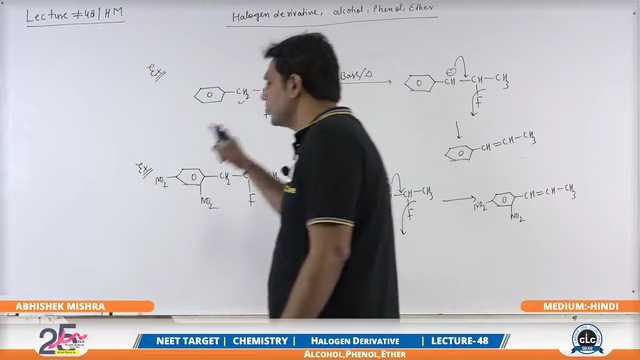 Lecture #48/HM
Halogen derivative, alcohol, Phenol, Ether
Ex
CH2
Base/Δ
CH - CH - CH3
F
CH = CH - CH3
Ex
NO2
CH2
NO2
F
CH - CH3
F
NO2
CH = CH - CH3
NO2
ABHISHEK MISHRA
MEDIUM:-HINDI
25
NEET TARGET | CHEMISTRY | HALOGEN DERIVATIVE | LECTURE-48
ALCOHOL,PHENOL,ETHER
CLC